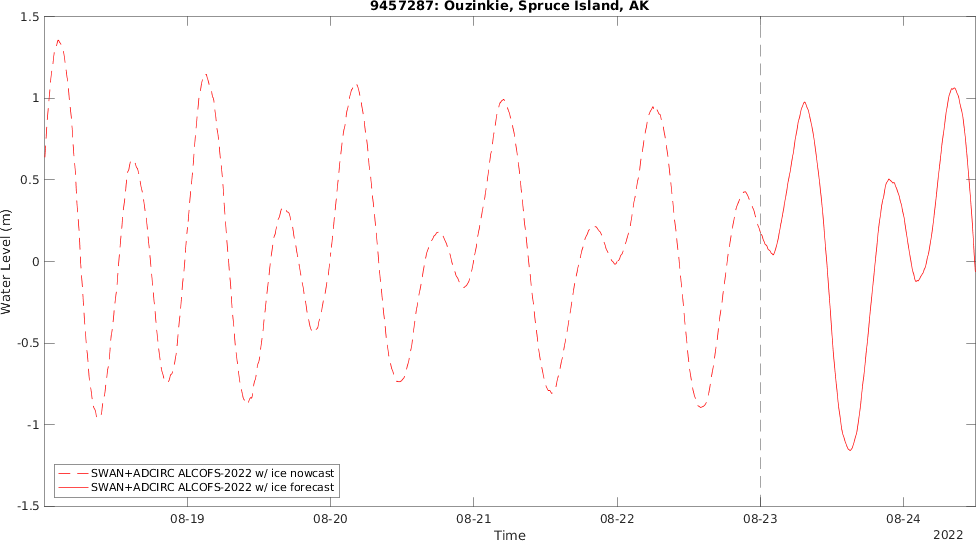 9457287: Ouzinkie, Spruce Island, AK
1.5
1
0.5
0
-0.5
-1
-1.5
Water Level (m)
SWAN+ADCIRC ALCOFS-2022 w/ ice nowcast
SWAN+ADCIRC ALCOFS-2022 w/ ice forecast
08-19 08-20 08-21 08-22 08-23 08-24
Time
2022